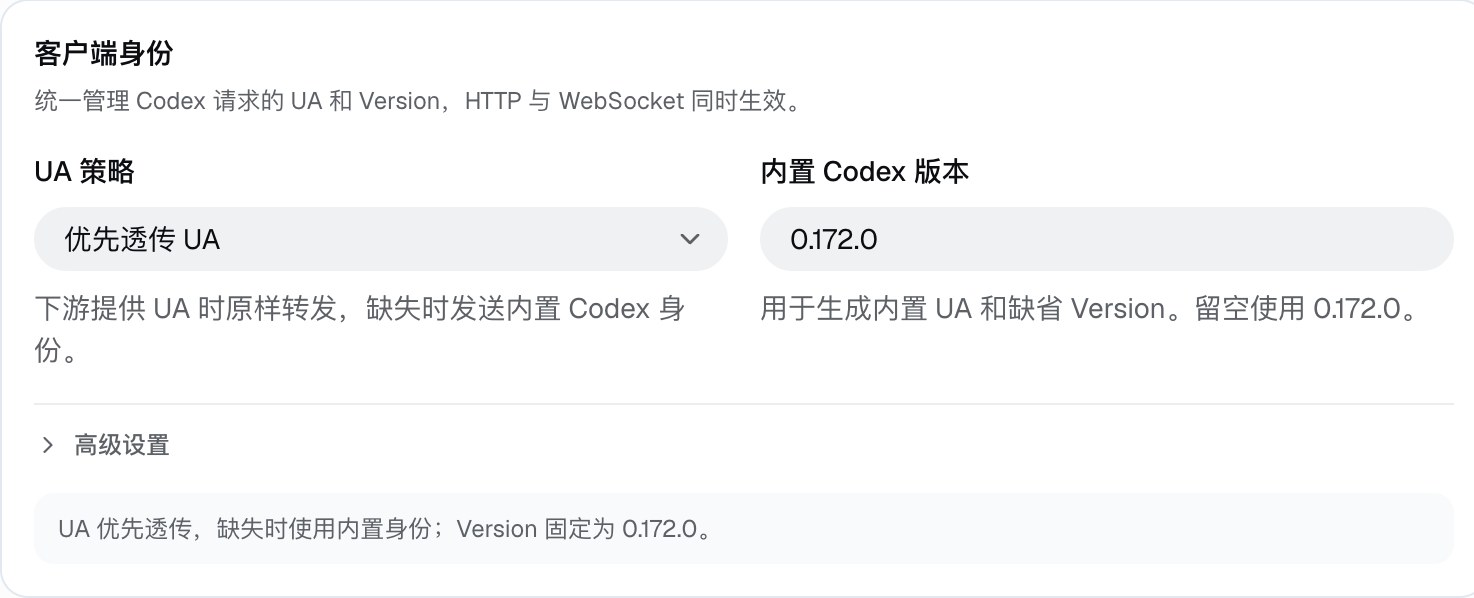 客户端身份
统一管理 Codex 请求的 UA 和 Version，HTTP 与 WebSocket 同时生效。
UA 策略
优先透传 UA
下游提供 UA 时原样转发，缺失时发送内置 Codex 身
份。
内置 Codex 版本
0.172.0
用于生成内置 UA 和缺省 Version。留空使用 0.172.0。
高级设置
UA 优先透传，缺失时使用内置身份；Version 固定为 0.172.0。